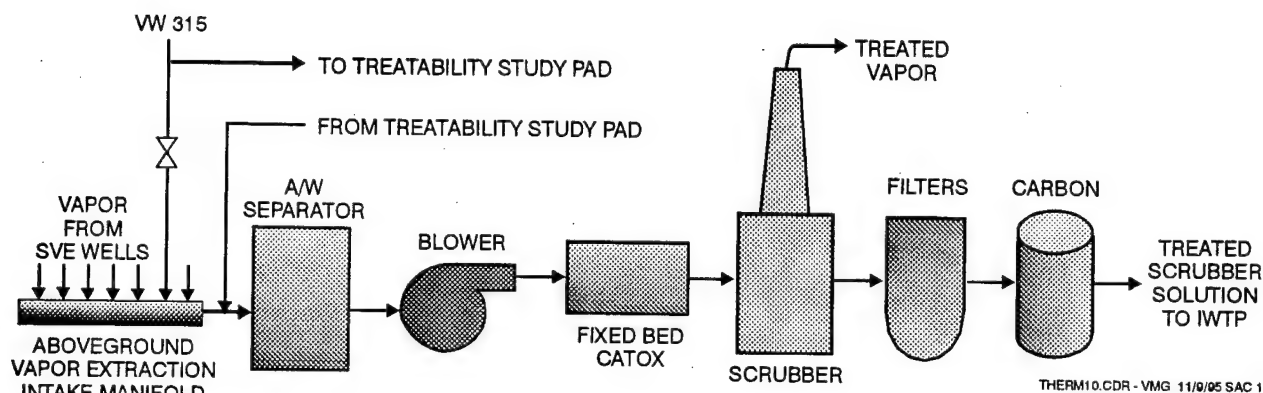 VW 315
TO TREATABILITY STUDY PAD
FROM TREATABILITY STUDY PAD
TREATED
VAPOR
VAPOR
FROM
SVE WELLS
A/W
SEPARATOR
BLOWER
FILTERS
CARBON
FIXED BED
CATOX
SCRUBBER
TREATED
SCRUBBER
SOLUTION
TO IWTP
ABOVEGROUND
VAPOR EXTRACTION
INTAKE MANIFOLD
THERM10.CDR - VMG 11/9/95 SAC 1